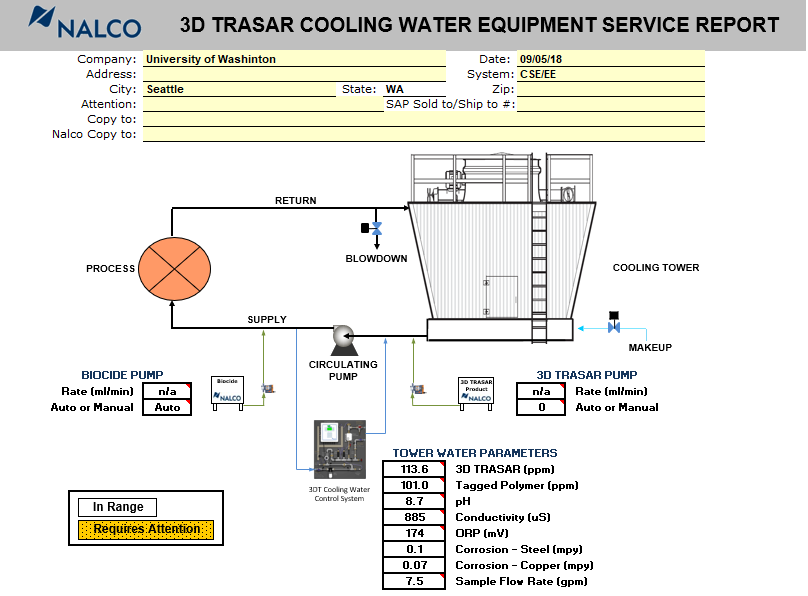 NALCO 3D TRASAR COOLING WATER EQUIPMENT SERVICE REPORT
Company: University of Washinton Date: 09/05/18
Address: System: CSE/EE
City: Seattle State: WA Zip:
Attention: SAP Sold to/Ship to #:
Copy to:
Nalco Copy to:
RETURN
BLOWDOWN
PROCESS
COOLING TOWER
SUPPLY
CIRCULATING
PUMP
MAKEUP
BIOCIDE PUMP
Rate (ml/min) n/a
Auto or Manual Auto
Biocide
NALCO
3D TRASAR
Product
NALCO
3D TRASAR PUMP
n/a Rate (ml/min)
0 Auto or Manual
3DT Cooling Water
Control System
TOWER WATER PARAMETERS
113.6 3D TRASAR (ppm)
101.0 Tagged Polymer (ppm)
8.7 pH
885 Conductivity (uS)
174 ORP (mV)
0.1 Corrosion - Steel (mpy)
0.07 Corrosion - Copper (mpy)
7.5 Sample Flow Rate (gpm)
In Range
Requires Attention